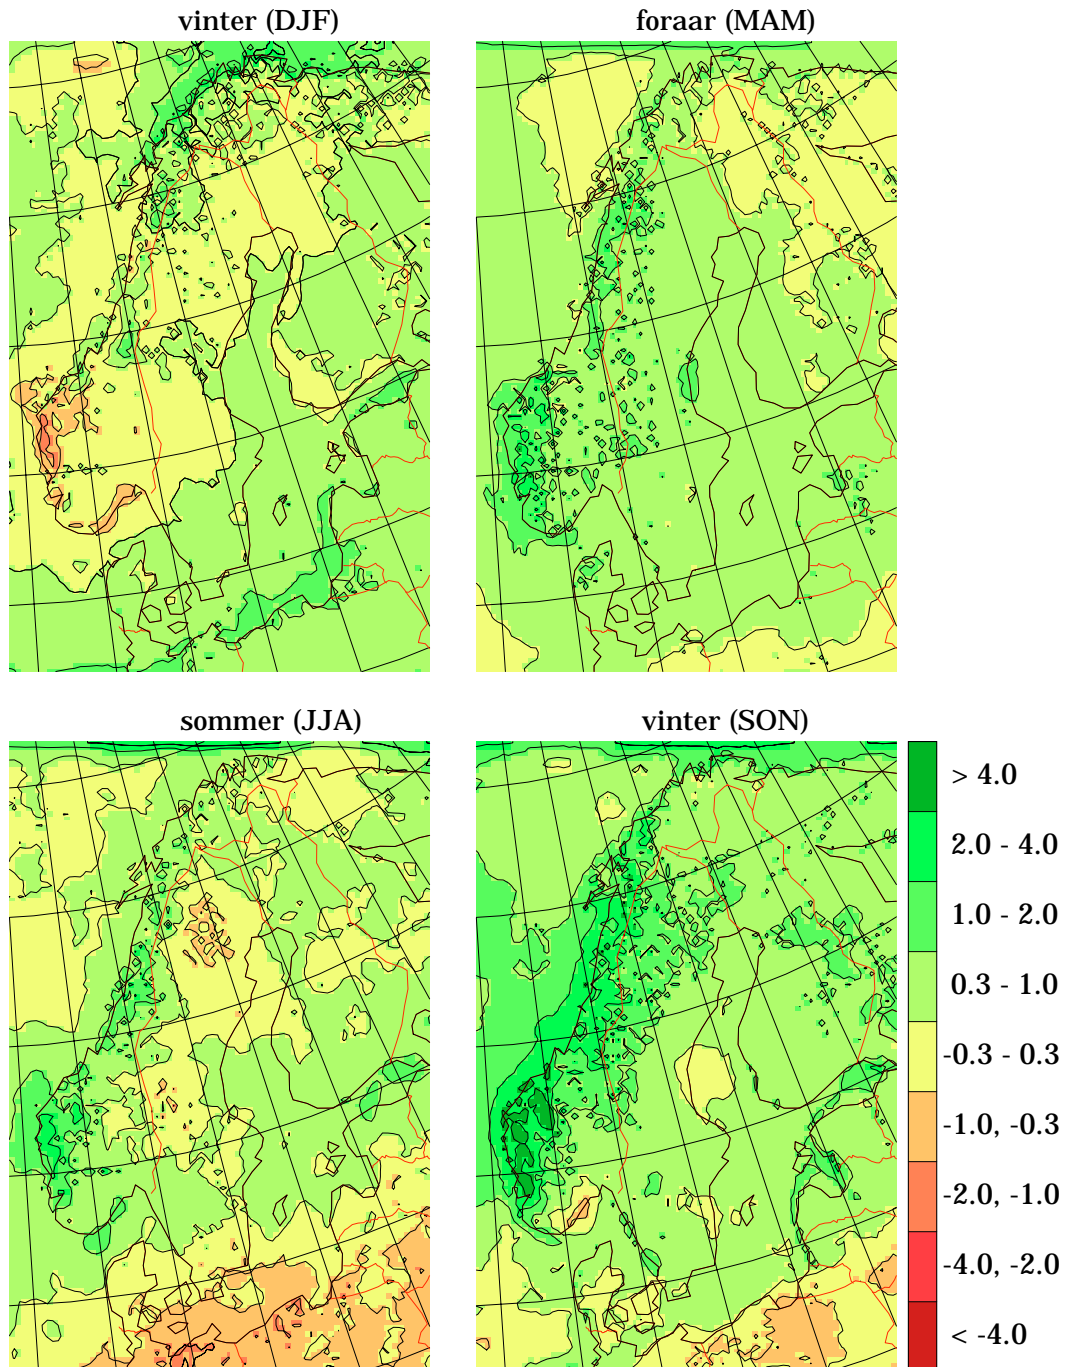 vinter (DJF)
foraar (MAM)
sommer (JJA)
vinter (SON)
> 4.0
2.0 - 4.0
1.0 - 2.0
0.3 - 1.0
-0.3 - 0.3
-1.0, -0.3
-2.0, -1.0
-4.0, -2.0
< -4.0